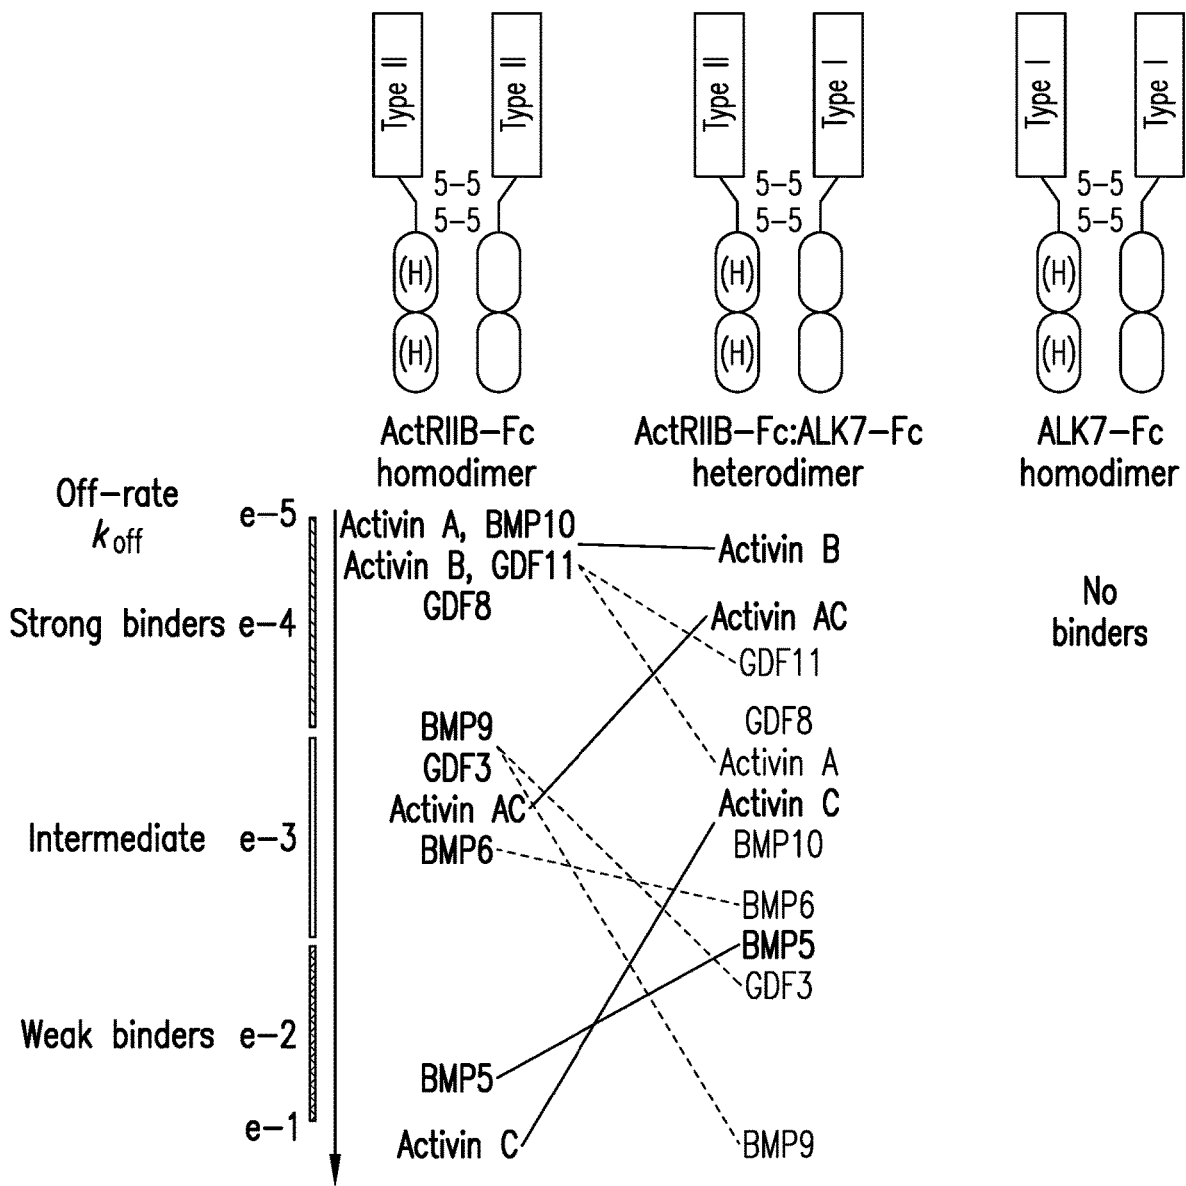 Type II
Type II
Type II
Type I
Type I
Type I
5-5
5-5
5-5
5-5
5-5
5-5
(H)
(H)
(H)
(H)
(H)
(H)
ActRIIB-Fc
homodimer
ActRIIB-Fc:ALK7-Fc
heterodimer
ALK7-Fc
homodimer
Off-rate
koff
e-5
Strong binders e-4
Intermediate e-3
Weak binders e-2
e-1
Activin A, BMP10
Activin B, GDF11
GDF8
BMP9
GDF3
Activin AC
BMP6
BMP5
Activin C
Activin B
Activin AC
GDF11
GDF8
Activin A
Activin C
BMP10
BMP6
BMP5
GDF3
BMP9
No
binders